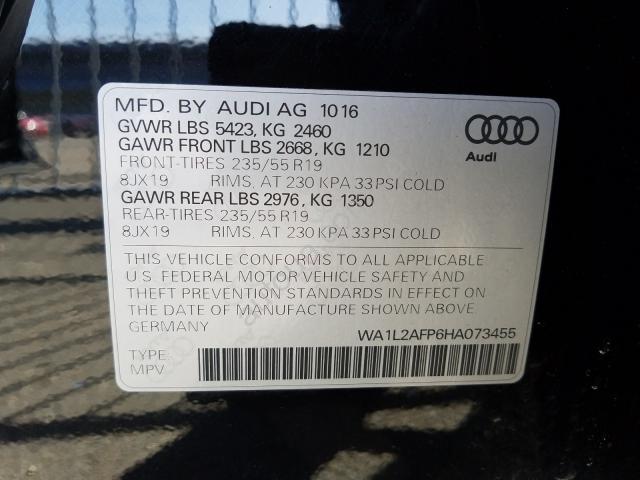 MFD. BY AUDI AG 10 16
GVWR LBS 5423, KG 2460
GAWR FRONT LBS 2668, KG 1210
FRONT-TIRES 235/55 R19
8JX19 RIMS, AT 230 KPA 33 PSI COLD
GAWR REAR LBS 2976, KG 1350
REAR-TIRES 235/55 R19
8JX19 RIMS, AT 230 KPA 33 PSI COLD
Audi
THIS VEHICLE CONFORMS TO ALL APPLICABLE
U.S. FEDERAL MOTOR VEHICLE SAFETY AND
THEFT PREVENTION STANDARDS IN EFFECT ON
THE DATE OF MANUFACTURE SHOWN ABOVE
GERMANY
WA1L2AFP6HA073455
TYPE:
MPV